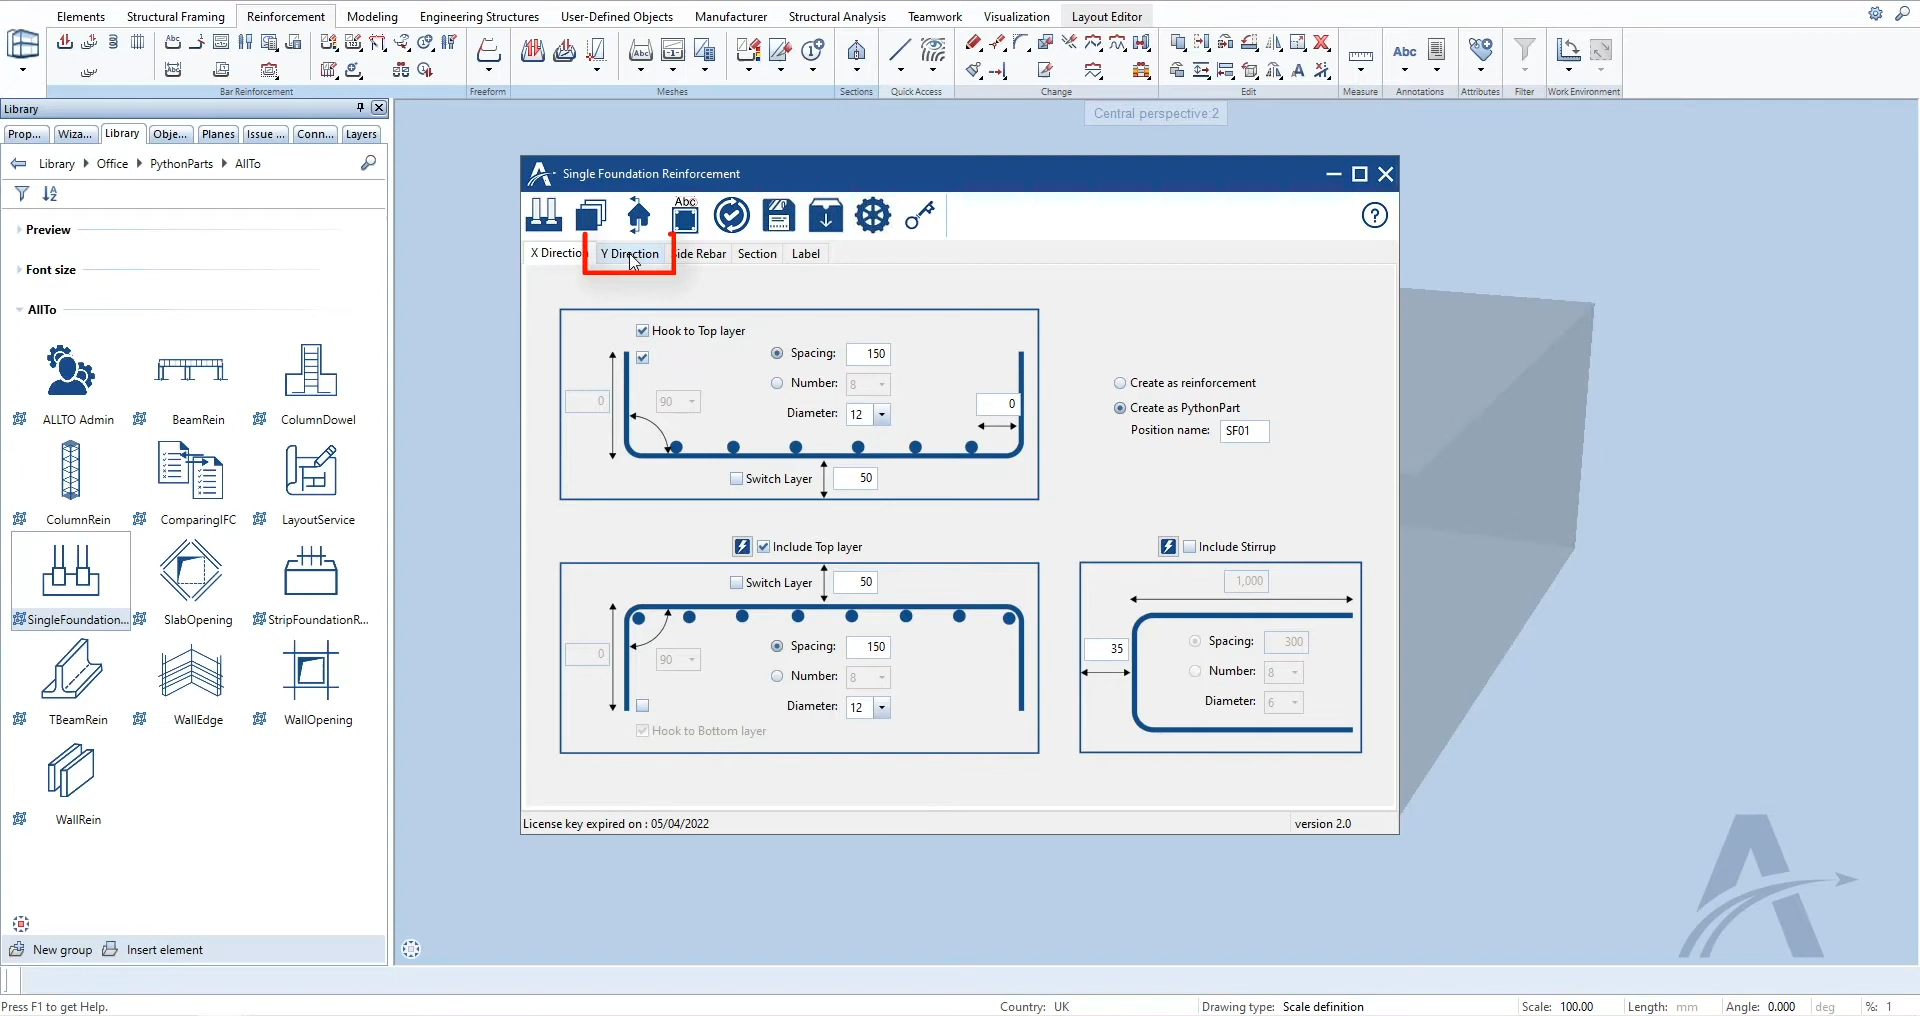 Elements Structural Framing Reinforcement Modeling Engineering Structures User-Defined Objects Manufacturer Structural Analysis Teamwork Visualization Layout Editor
Bar Reinforcement Freeform Meshes Sections Quick Access Change Edit Measure Annotations Attributes Filter Work Environment
Abc
Library
Prop... Wiza... Library Obje... Planes Issue ... Conn... Layers
Library Office PythonParts AllTo
Preview
Font size
AllTo
ALLTO Admin BeamRein ColumnDowel
ColumnRein ComparingIFC LayoutService
SingleFoundation... SlabOpening StripFoundationR...
TBeamRein WallEdge WallOpening
WallRein
New group Insert element
Central perspective:2
Single Foundation Reinforcement
Abc
X Direction Y Direction Side Rebar Section Label
Hook to Top layer
Spacing: 150
Number: 8
Diameter: 12
0
90
0
Switch Layer 50
Create as reinforcement
Create as PythonPart
Position name: SF01
Include Top layer
Switch Layer 50
Spacing: 150
Number: 8
Diameter: 12
0
90
Hook to Bottom layer
Include Stirrup
1,000
35
Spacing: 300
Number: 8
Diameter: 6
License key expired on : 05/04/2022 version 2.0
Press F1 to get Help. Country: UK Drawing type: Scale definition Scale: 100.00 Length: mm Angle: 0.000 deg %: 1